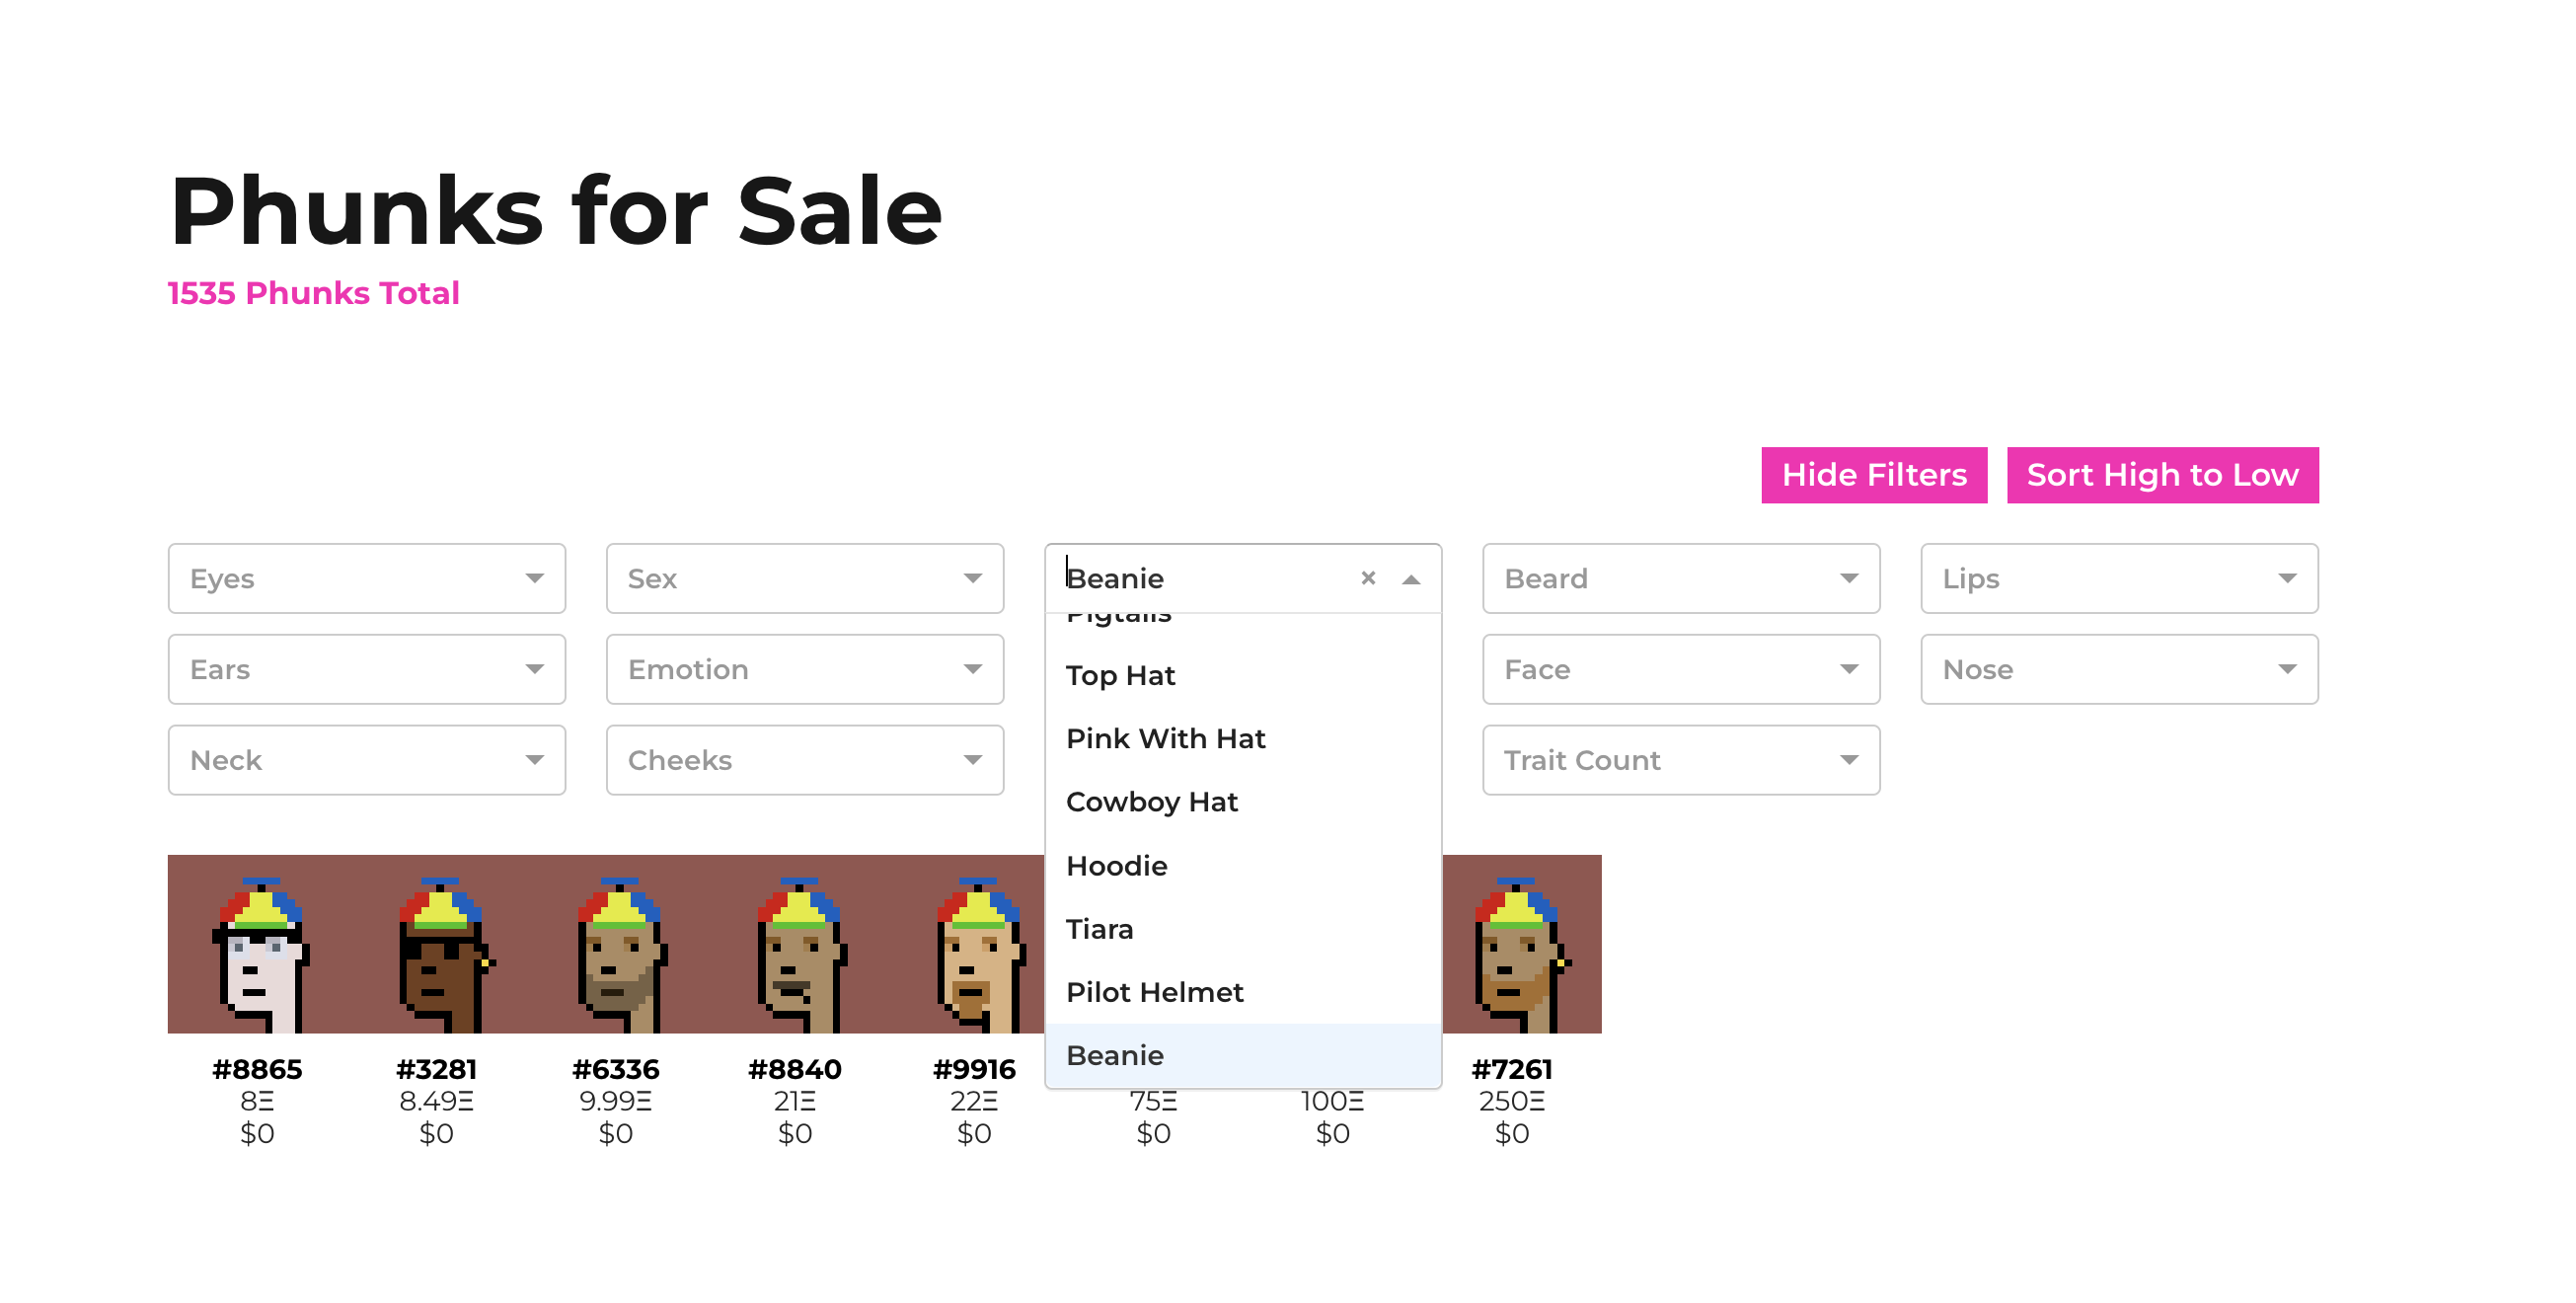 Phunks for Sale
1535 Phunks Total
Hide Filters Sort High to Low
Eyes Sex Beanie × Beard Lips
Pigtails
Ears Emotion Top Hat Face Nose
Pink With Hat
Neck Cheeks Trait Count
Cowboy Hat
Hoodie
Tiara
Pilot Helmet
Beanie
#8865 #3281 #6336 #8840 #9916 #7261
8Ξ 8.49Ξ 9.99Ξ 21Ξ 22Ξ 75Ξ 100Ξ 250Ξ
$0 $0 $0 $0 $0 $0 $0 $0